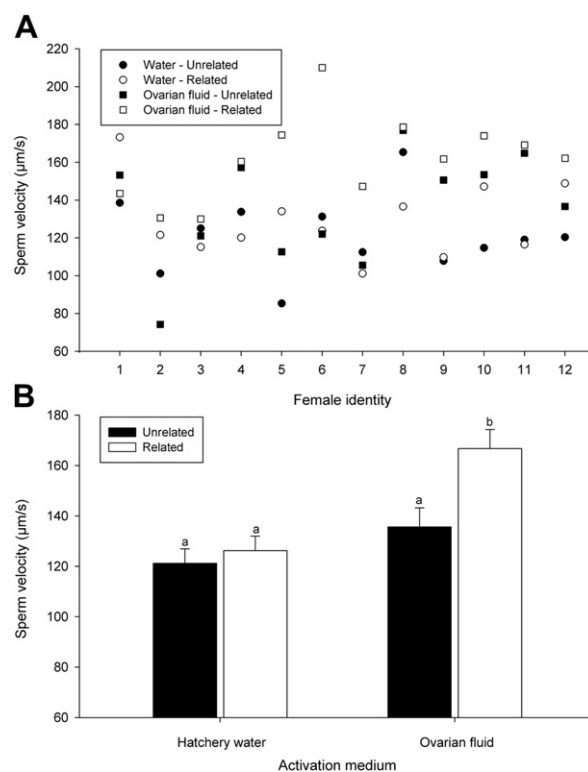 A
220
200
180
160
140
120
100
80
60
Sperm velocity (µm/s)
Water - Unrelated
Water - Related
Ovarian fluid - Unrelated
Ovarian fluid - Related
1 2 3 4 5 6 7 8 9 10 11 12
Female identity
B
180
160
140
120
100
80
60
Sperm velocity (µm/s)
Unrelated
Related
a
a
a
b
Hatchery water Ovarian fluid
Activation medium